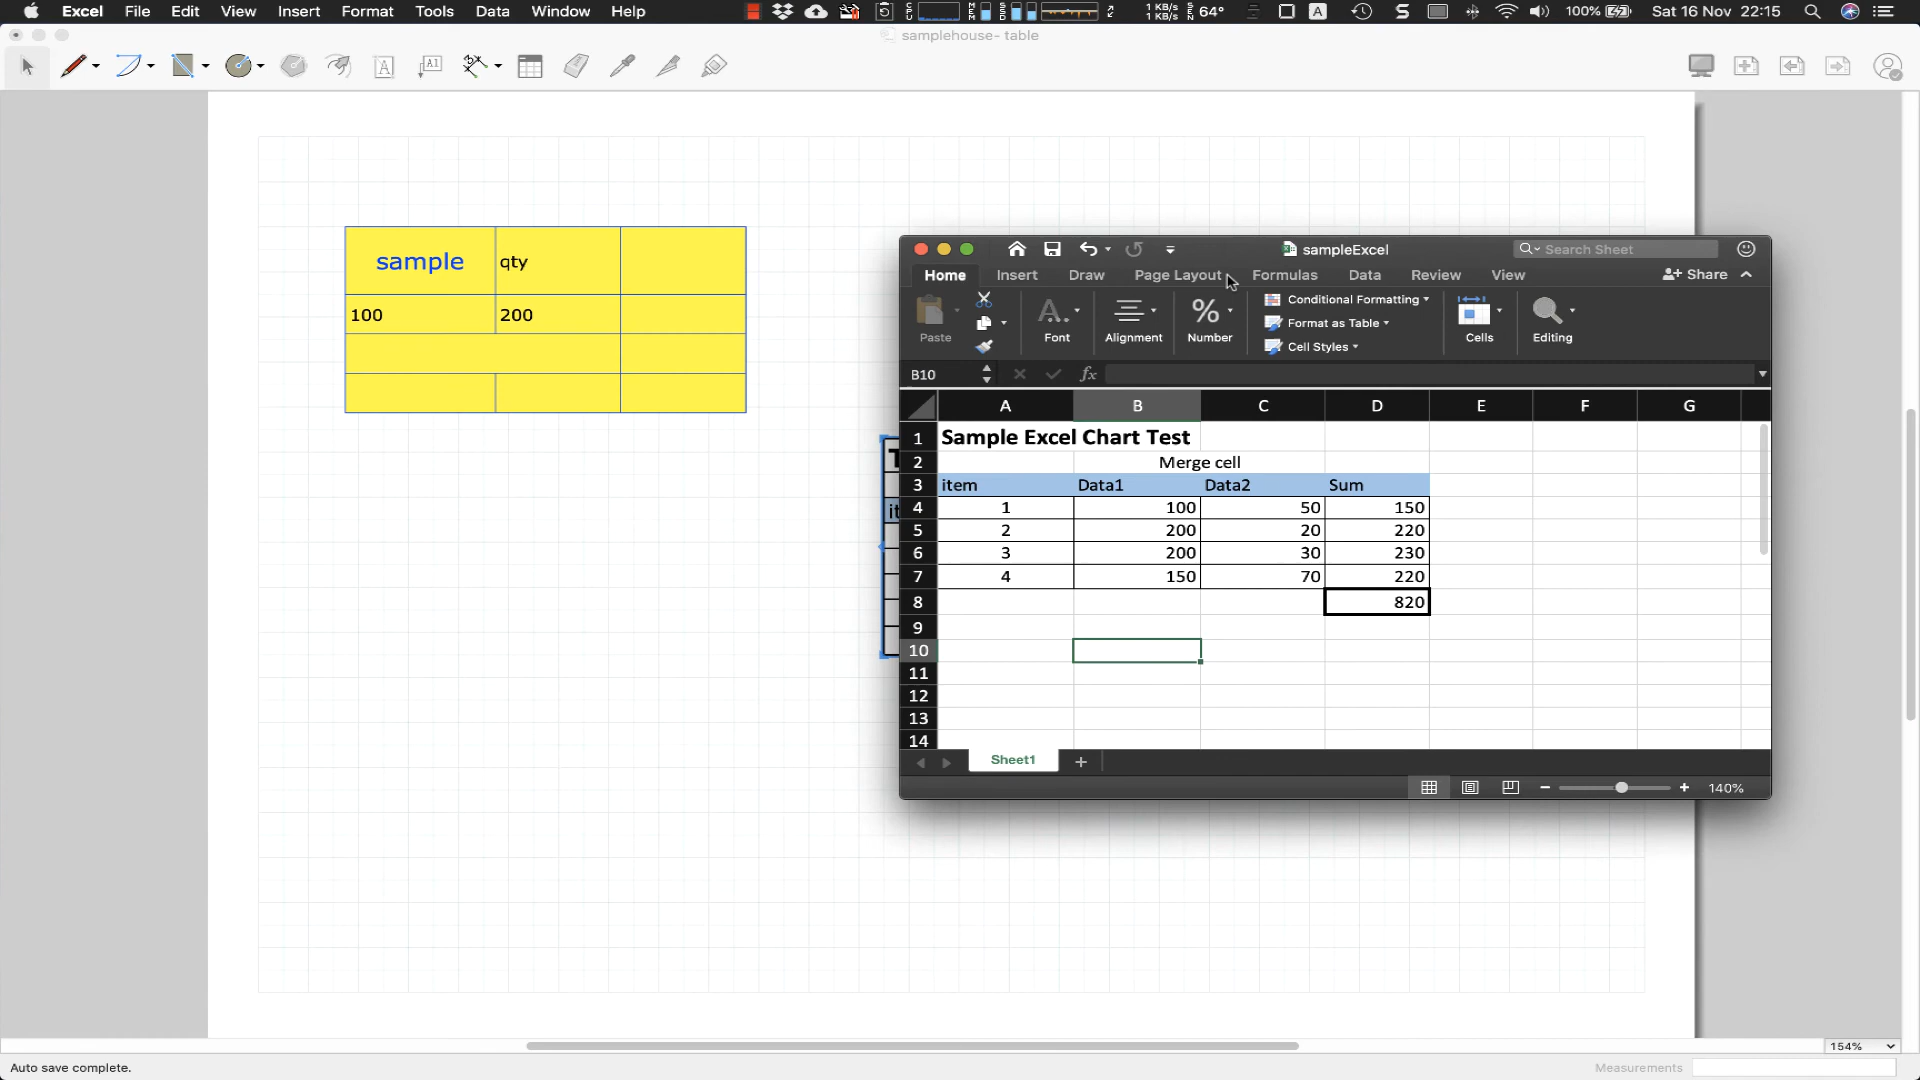 Excel File Edit View Insert Format Tools Data Window Help
1 KB/s
1 KB/s
64°
100%
Sat 16 Nov 22:15
samplehouse- table
sample qty
100 200
sampleExcel
Search Sheet
Home Insert Draw Page Layout Formulas Data Review View Share
Paste
Font
Alignment
Number
Conditional Formatting
Format as Table
Cell Styles
Cells
Editing
B10 fx
A B C D E F G
1 Sample Excel Chart Test
2 Merge cell
3 item Data1 Data2 Sum
4 1 100 50 150
5 2 200 20 220
6 3 200 30 230
7 4 150 70 220
8 820
9
10
11
12
13
14
Sheet1
140%
154%
Auto save complete.
Measurements